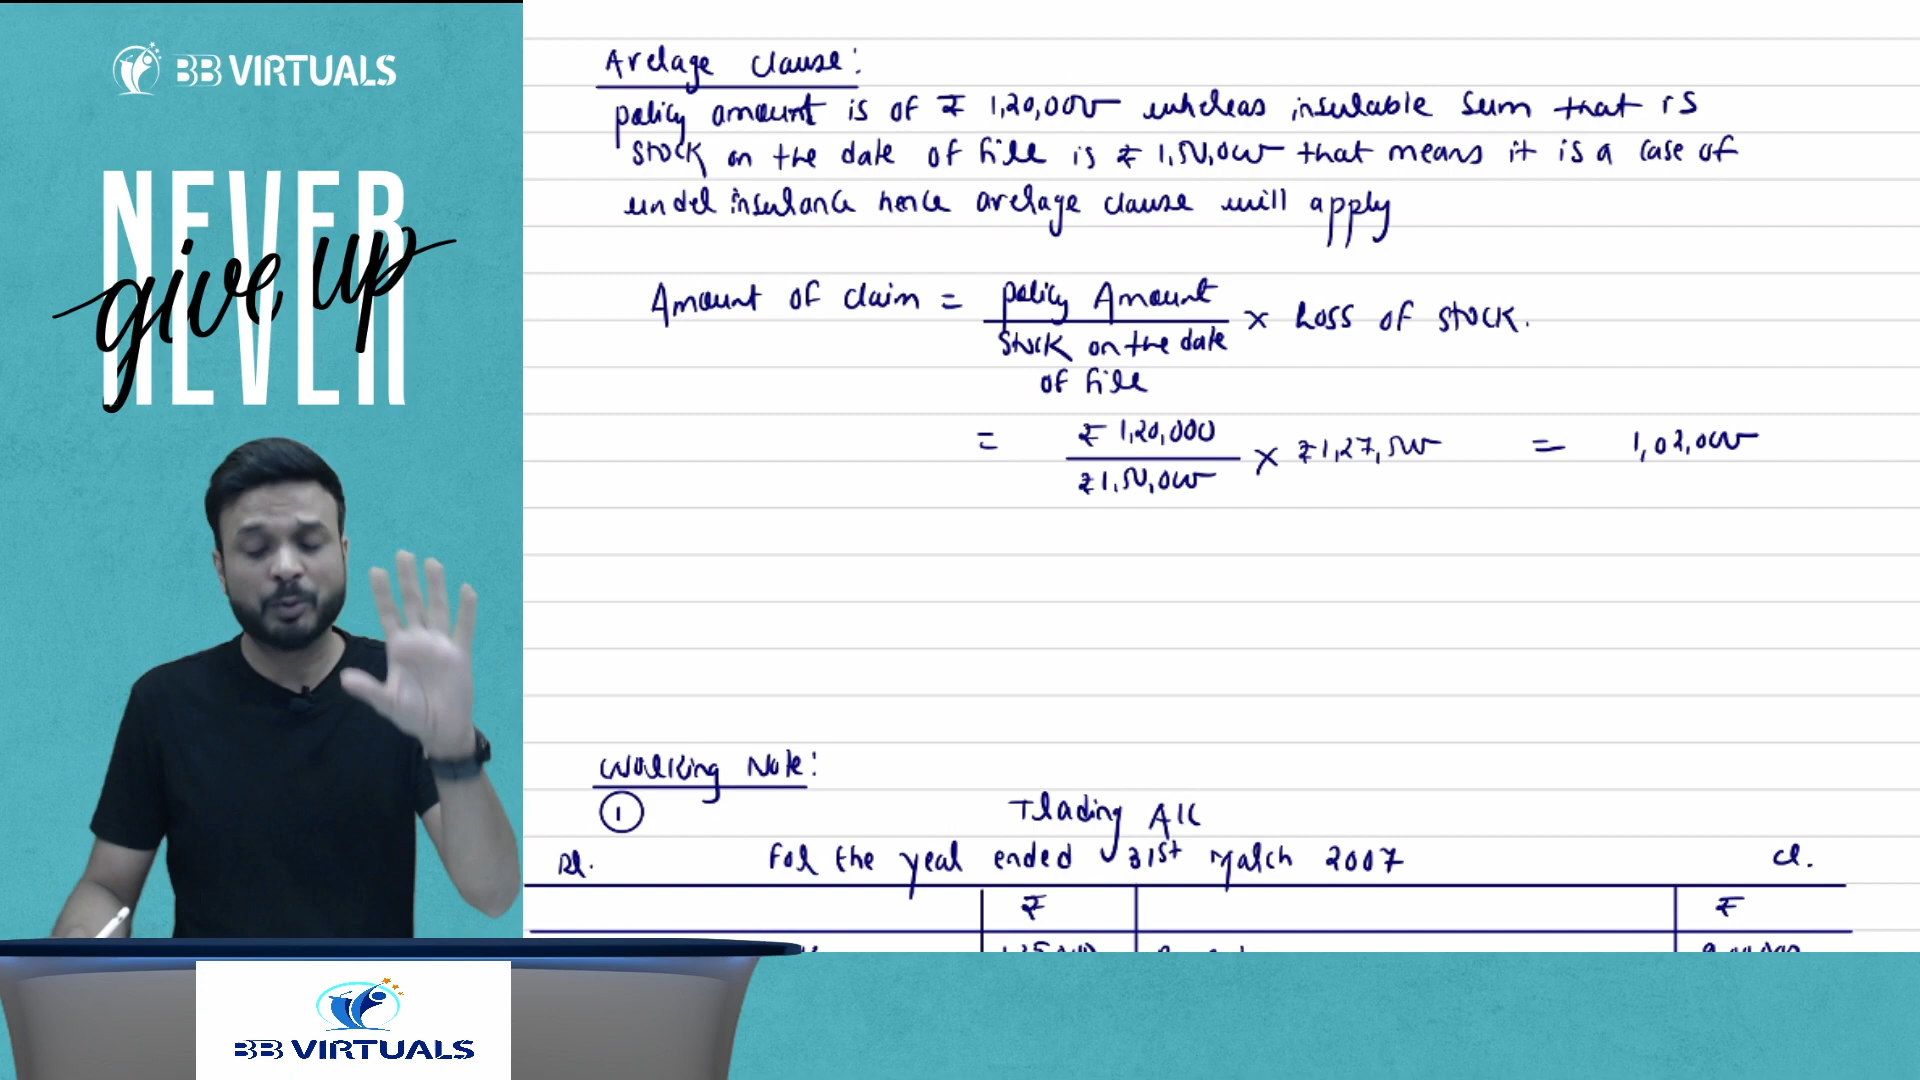 BB VIRTUALS
NEVER
give up
NEVER
Average clause:
policy amount is of ₹ 1,20,000 whereas insurable sum that is
stock on the date of fire is ₹ 1,50,000 that means it is a case of
under insurance hence average clause will apply
Amount of claim = policy Amount / Stock on the date of fire × Loss of stock.
= ₹ 1,20,000 / ₹ 1,50,000 × ₹ 1,27,500 = 1,02,000
Working Note:
1
Trading A/c
Dr. For the year ended 31st March 2007 Cr.
₹ ₹
BB VIRTUALS